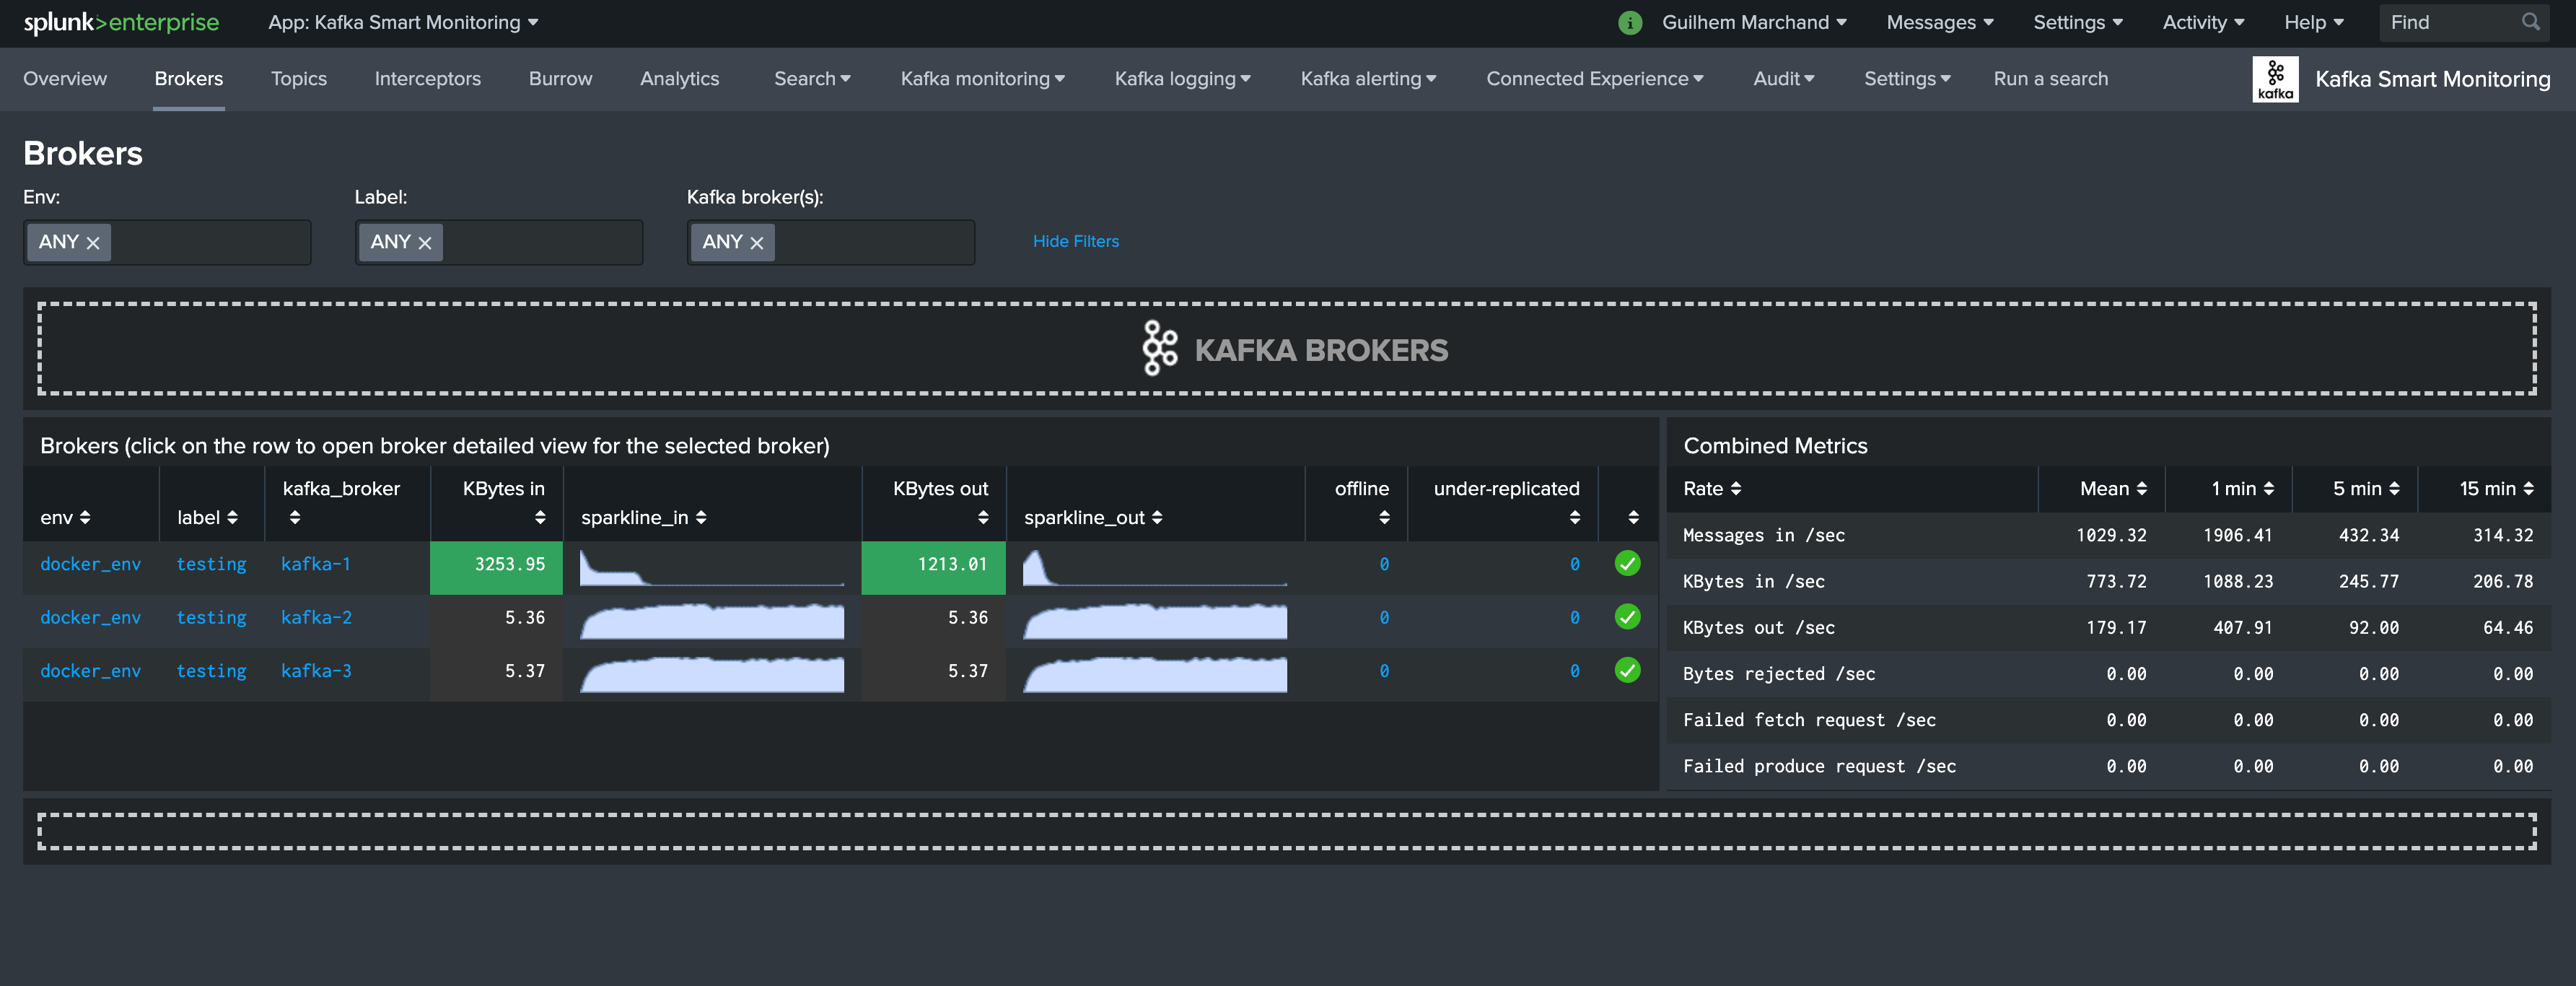 splunk>enterprise App: Kafka Smart Monitoring Guilhem Marchand Messages Settings Activity Help Find
Overview Brokers Topics Interceptors Burrow Analytics Search Kafka monitoring Kafka logging Kafka alerting Connected Experience Audit Settings Run a search kafka Kafka Smart Monitoring
Brokers
Env: Label: Kafka broker(s):
ANY ANY ANY Hide Filters
KAFKA BROKERS
Brokers (click on the row to open broker detailed view for the selected broker)
env label kafka_broker KBytes in sparkline_in KBytes out sparkline_out offline under-replicated
docker_env testing kafka-1 3253.95 1213.01 0 0
docker_env testing kafka-2 5.36 5.36 0 0
docker_env testing kafka-3 5.37 5.37 0 0
Combined Metrics
Rate Mean 1 min 5 min 15 min
Messages in /sec 1029.32 1906.41 432.34 314.32
KBytes in /sec 773.72 1088.23 245.77 206.78
KBytes out /sec 179.17 407.91 92.00 64.46
Bytes rejected /sec 0.00 0.00 0.00 0.00
Failed fetch request /sec 0.00 0.00 0.00 0.00
Failed produce request /sec 0.00 0.00 0.00 0.00